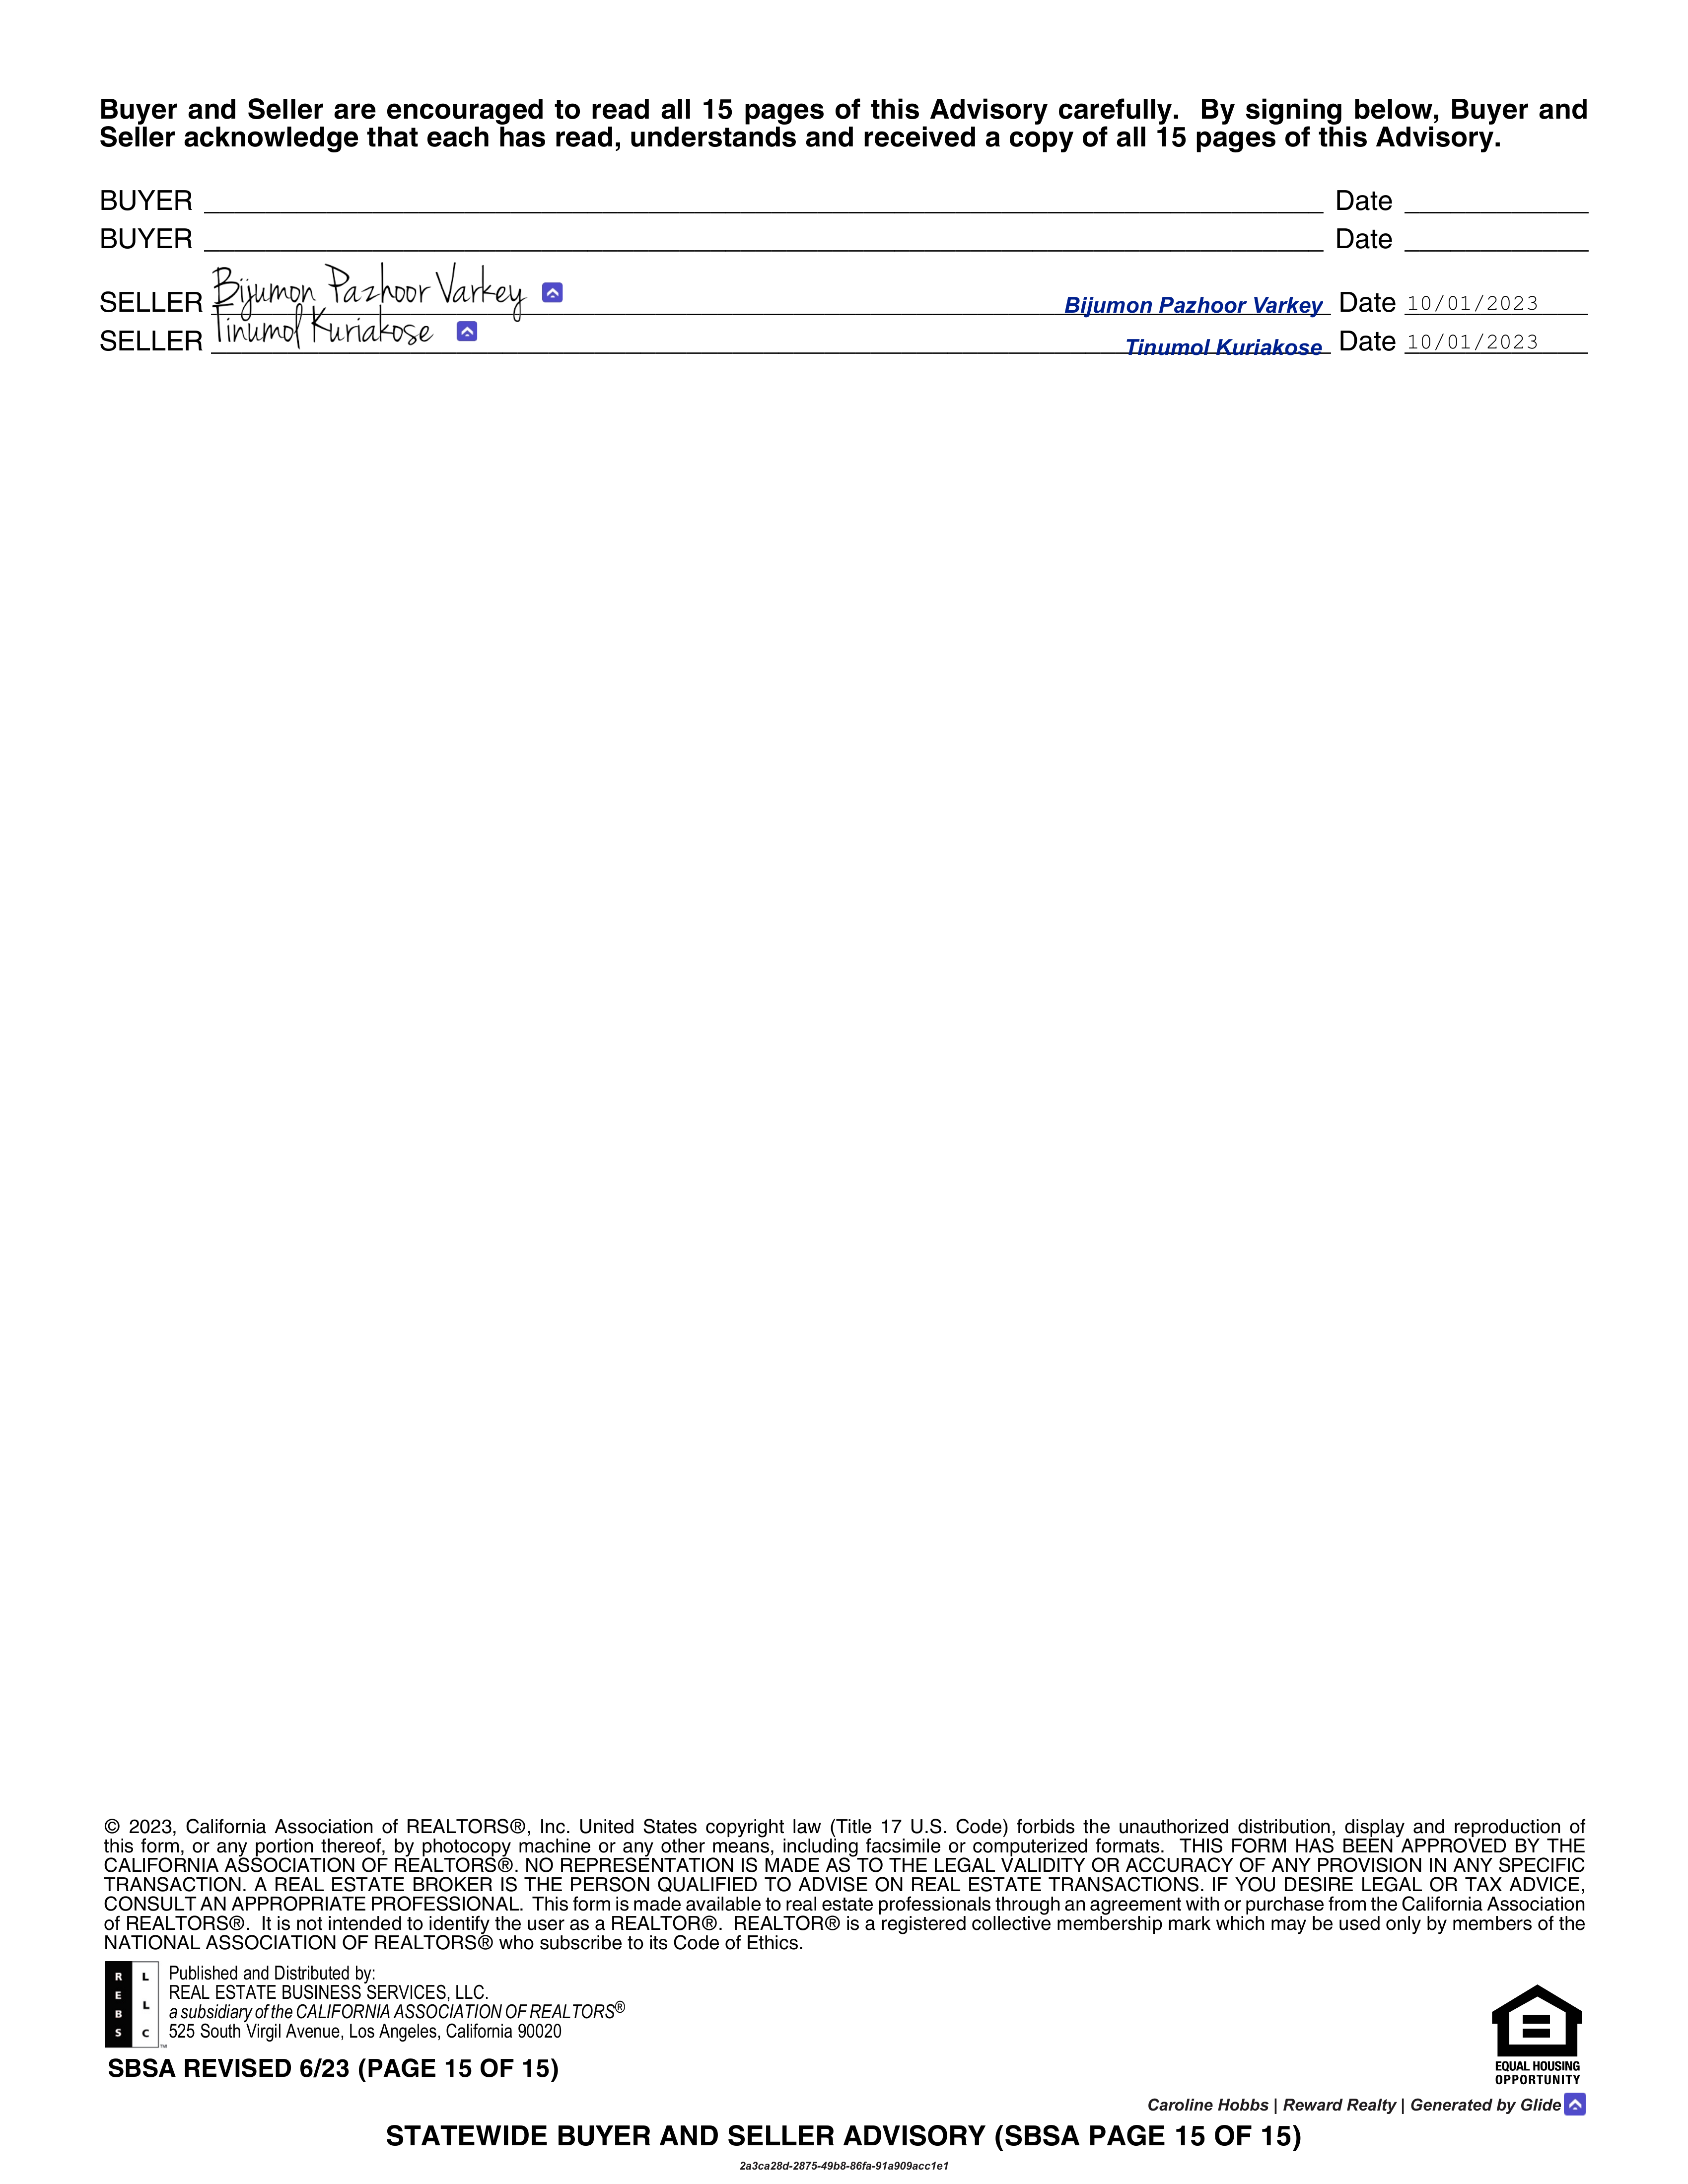 Buyer and Seller are encouraged to read all 15 pages of this Advisory carefully. By signing below, Buyer and
Seller acknowledge that each has read, understands and received a copy of all 15 pages of this Advisory.
BUYER Date
BUYER Date
SELLER Bijumon Pazhoor Varkey Bijumon Pazhoor Varkey Date 10/01/2023
SELLER Tinumol Kuriakose Tinumol Kuriakose Date 10/01/2023
© 2023, California Association of REALTORS®, Inc. United States copyright law (Title 17 U.S. Code) forbids the unauthorized distribution, display and reproduction of
this form, or any portion thereof, by photocopy machine or any other means, including facsimile or computerized formats. THIS FORM HAS BEEN APPROVED BY THE
CALIFORNIA ASSOCIATION OF REALTORS®. NO REPRESENTATION IS MADE AS TO THE LEGAL VALIDITY OR ACCURACY OF ANY PROVISION IN ANY SPECIFIC
TRANSACTION. A REAL ESTATE BROKER IS THE PERSON QUALIFIED TO ADVISE ON REAL ESTATE TRANSACTIONS. IF YOU DESIRE LEGAL OR TAX ADVICE,
CONSULT AN APPROPRIATE PROFESSIONAL. This form is made available to real estate professionals through an agreement with or purchase from the California Association
of REALTORS®. It is not intended to identify the user as a REALTOR®. REALTOR® is a registered collective membership mark which may be used only by members of the
NATIONAL ASSOCIATION OF REALTORS® who subscribe to its Code of Ethics.
R E B S L L C ™
Published and Distributed by:
REAL ESTATE BUSINESS SERVICES, LLC.
a subsidiary of the CALIFORNIA ASSOCIATION OF REALTORS®
525 South Virgil Avenue, Los Angeles, California 90020
SBSA REVISED 6/23 (PAGE 15 OF 15)
EQUAL HOUSING
OPPORTUNITY
Caroline Hobbs | Reward Realty | Generated by Glide
STATEWIDE BUYER AND SELLER ADVISORY (SBSA PAGE 15 OF 15)
2a3ca28d-2875-49b8-86fa-91a909acc1e1